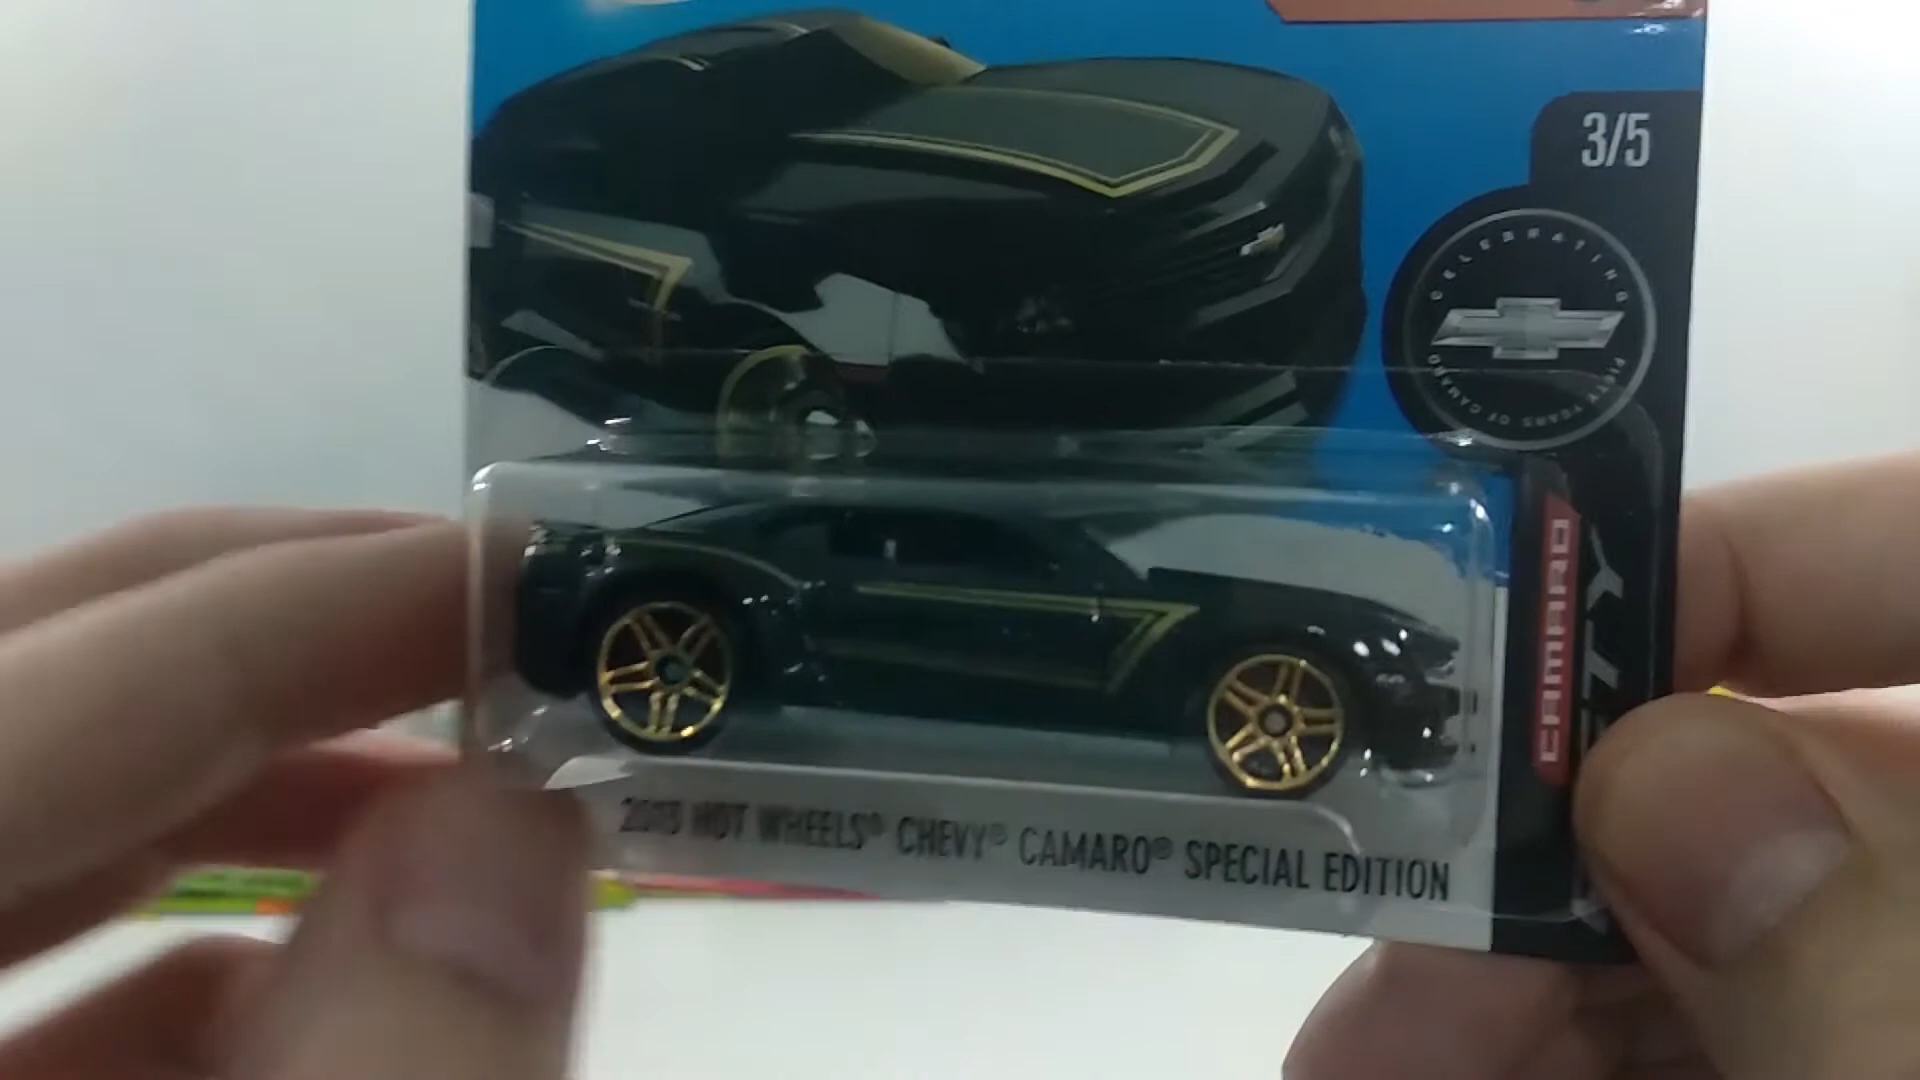 3/5
CELEBRATING
FIFTY YEARS OF CAMARO
CAMARO
2013 HOT WHEELS® CHEVY® CAMARO® SPECIAL EDITION